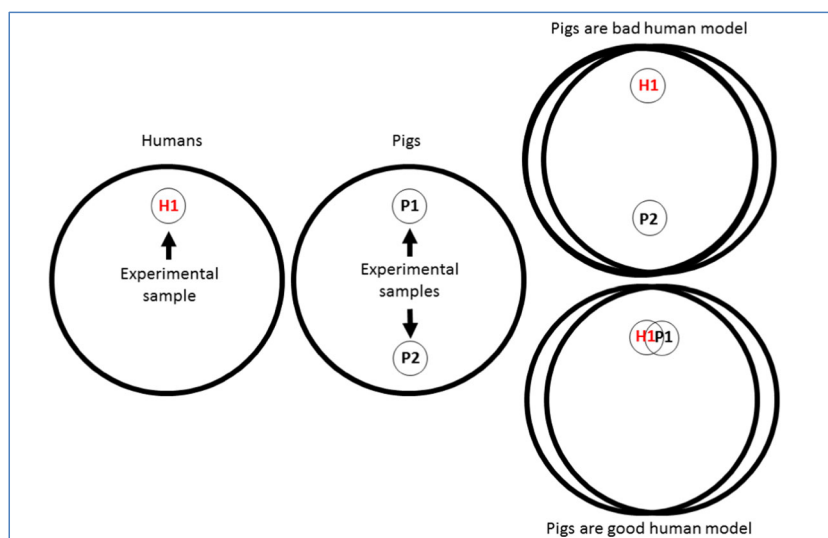 Pigs are bad human model
H1
P2
Humans
H1
Experimental
sample
Pigs
P1
Experimental
samples
P2
H1
P1
Pigs are good human model